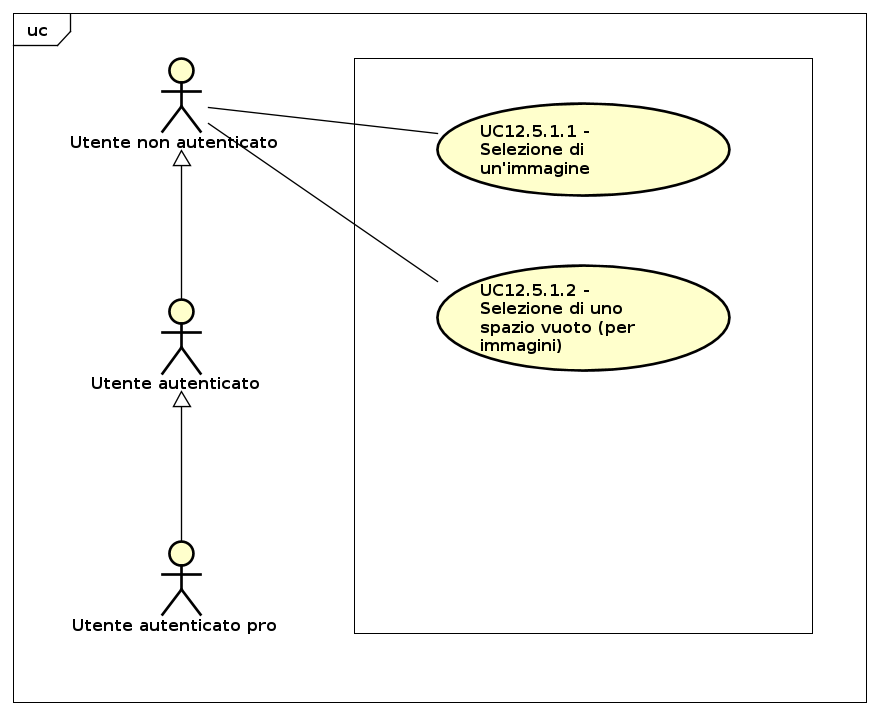 uc
Utente non autenticato
UC12.5.1.1 -
Selezione di
un'immagine
UC12.5.1.2 -
Selezione di uno
spazio vuoto (per
immagini)
Utente autenticato
Utente autenticato pro